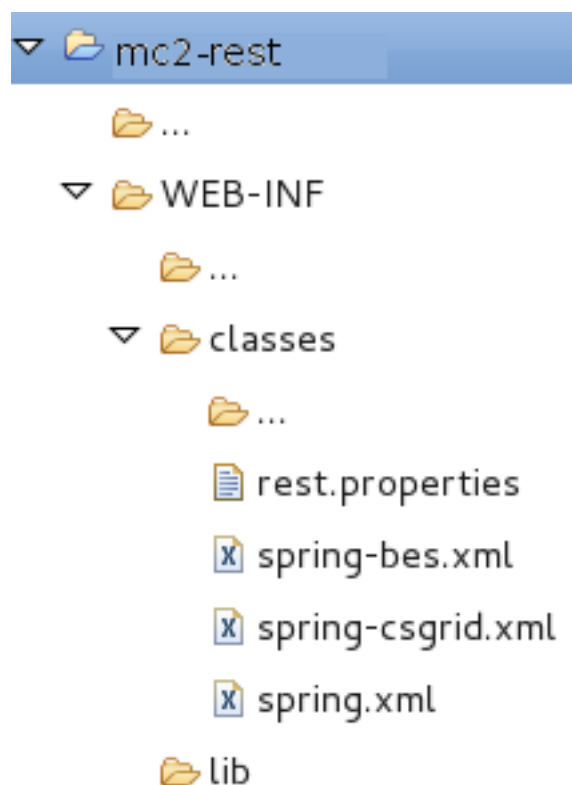 mc2-rest
...
WEB-INF
...
classes
...
rest.properties
spring-bes.xml
spring-csgrid.xml
spring.xml
lib